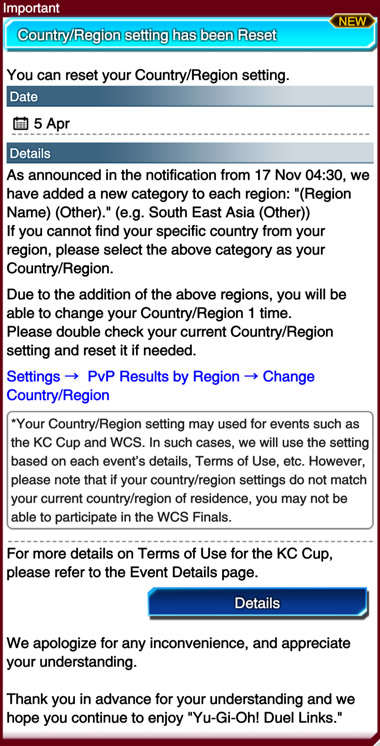 Important
NEW
Country/Region setting has been Reset
You can reset your Country/Region setting.
Date
5 Apr
Details
As announced in the notification from 17 Nov 04:30, we
have added a new category to each region: "(Region
Name) (Other)." (e.g. South East Asia (Other))
If you cannot find your specific country from your
region, please select the above category as your
Country/Region.
Due to the addition of the above regions, you will be
able to change your Country/Region 1 time.
Please double check your current Country/Region
setting and reset it if needed.
Settings → PvP Results by Region → Change
Country/Region
*Your Country/Region setting may used for events such as
the KC Cup and WCS. In such cases, we will use the setting
based on each event's details, Terms of Use, etc. However,
please note that if your country/region settings do not match
your current country/region of residence, you may not be
able to participate in the WCS Finals.
For more details on Terms of Use for the KC Cup,
please refer to the Event Details page.
Details
We apologize for any inconvenience, and appreciate
your understanding.
Thank you in advance for your understanding and we
hope you continue to enjoy "Yu-Gi-Oh! Duel Links."